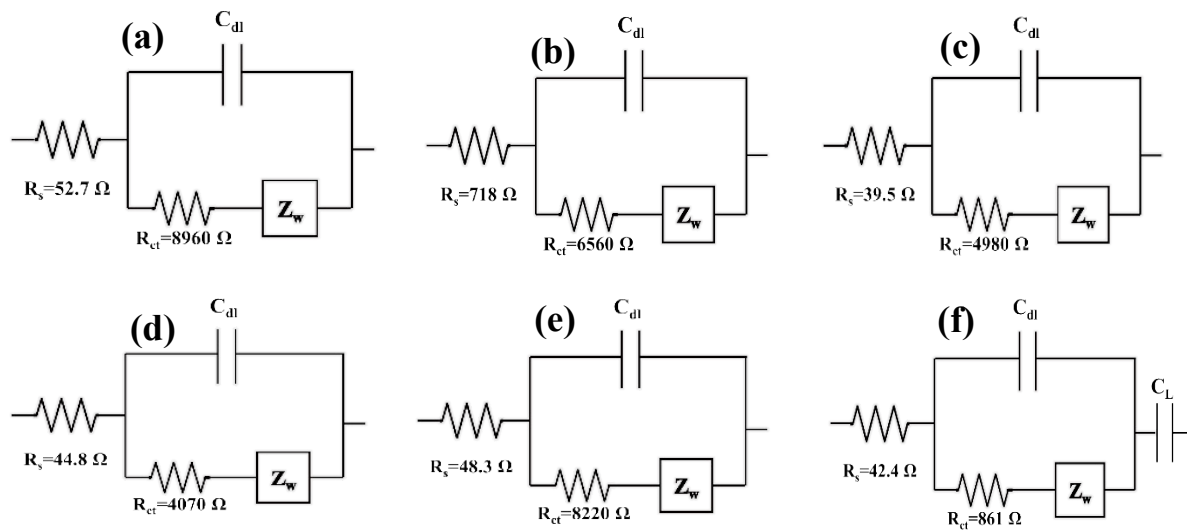 (a)
C_dl
R_s=52.7 Ω
Z_w
R_ct=8960 Ω
(b)
C_dl
R_s=718 Ω
Z_w
R_ct=6560 Ω
(c)
C_dl
R_s=39.5 Ω
Z_w
R_ct=4980 Ω
(d)
C_dl
R_s=44.8 Ω
Z_w
R_ct=4070 Ω
(e)
C_dl
R_s=48.3 Ω
Z_w
R_ct=8220 Ω
(f)
C_dl
C_L
R_s=42.4 Ω
Z_w
R_ct=861 Ω